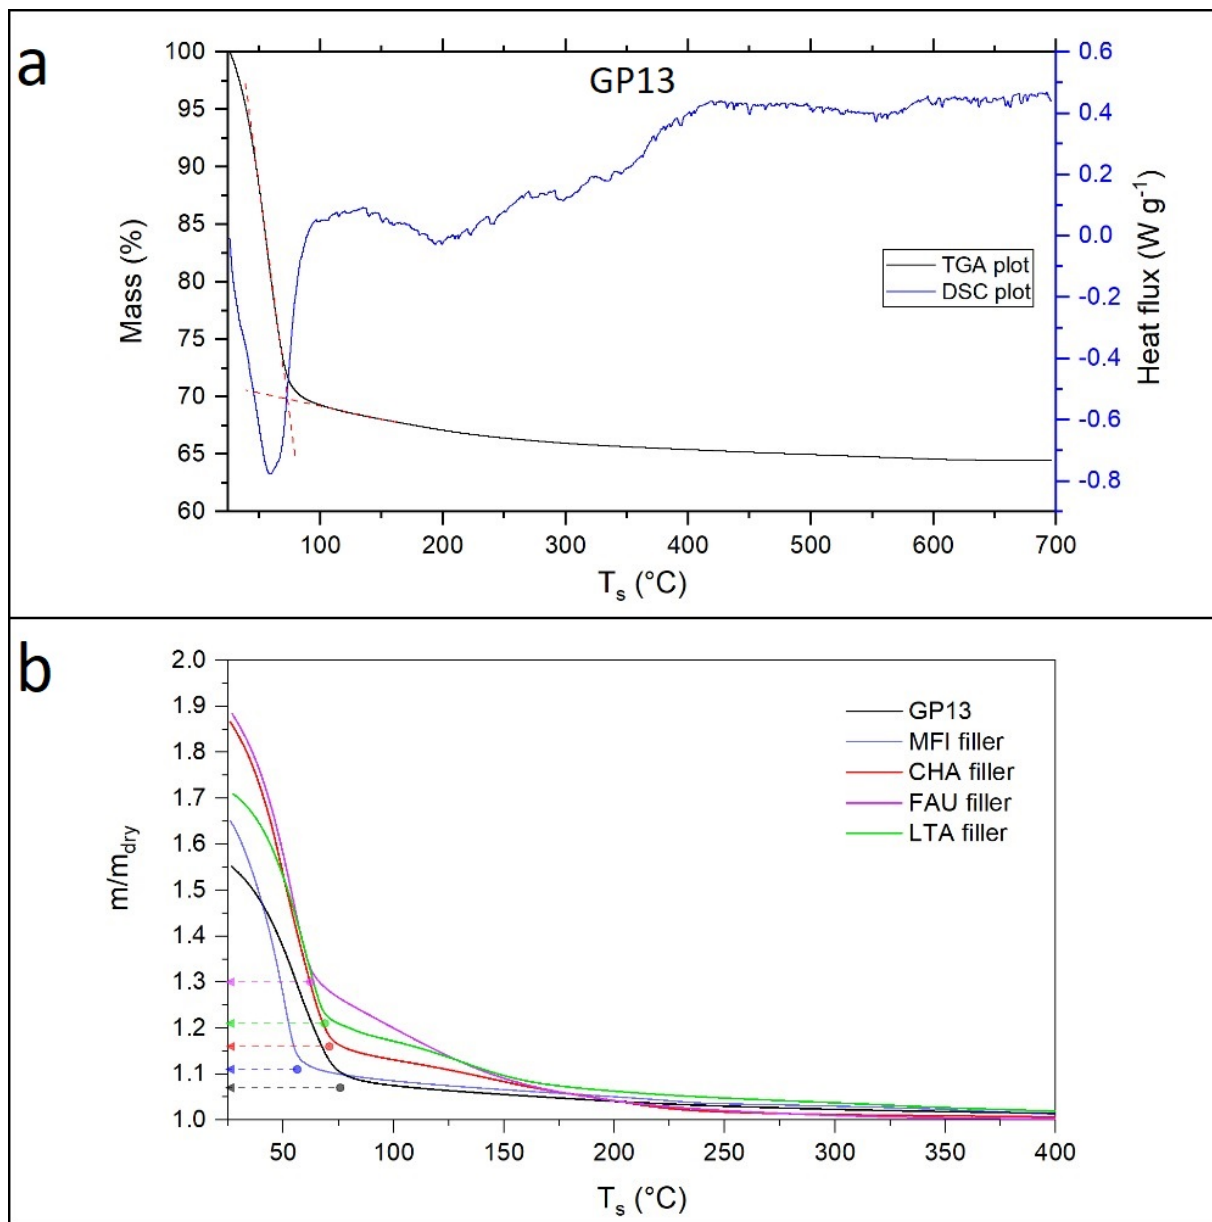 a
GP13
Mass (%)
100
95
90
85
80
75
70
65
60
0.6
0.4
0.2
0.0
-0.2
-0.4
-0.6
-0.8
Heat flux (W g⁻¹)
TGA plot
DSC plot
100 200 300 400 500 600 700
Tₛ (°C)
b
m/m_dry
2.0
1.9
1.8
1.7
1.6
1.5
1.4
1.3
1.2
1.1
1.0
GP13
MFI filler
CHA filler
FAU filler
LTA filler
50 100 150 200 250 300 350 400
Tₛ (°C)